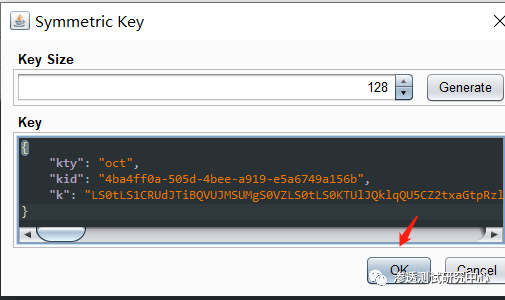 Symmetric Key
Key Size
128
Generate
Key
{
"kty": "oct",
"kid": "4ba4ff0a-505d-4bee-a919-e5a6749a156b",
"k": "LS0tLS1CRUdJTiBQVUJMSUMgS0VZLS0tLS0KTUlJQklqQU5CZ2txaGtpRzl
}
OK
Cancel
渗透测试研究中心